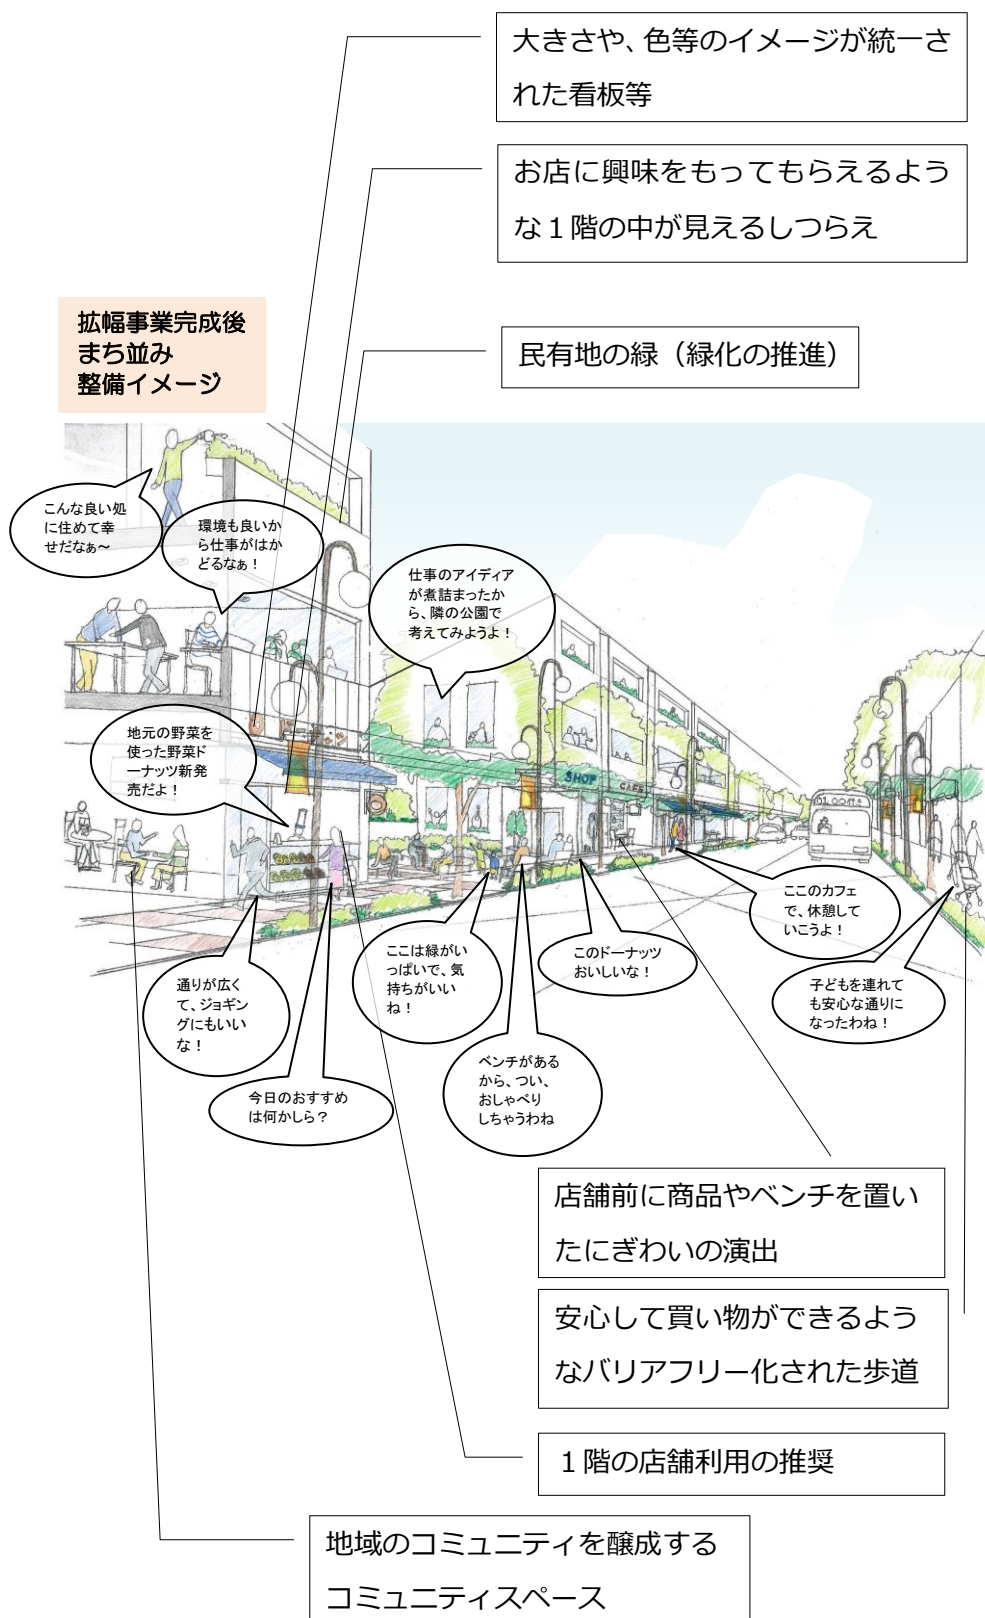 大きさや、色等のイメージが統一さ
れた看板等
お店に興味をもってもらえるよう
な１階の中が見えるしつらえ
拡幅事業完成後
まち並み
整備イメージ
民有地の緑（緑化の推進）
こんな良い処
に住めて幸
せだなぁ～
環境も良いか
ら仕事がはか
どるなぁ！
仕事のアイディア
が煮詰まったか
ら、隣の公園で
考えてみようよ！
地元の野菜を
使った野菜ド
ーナッツ新発
売だよ！
SHOP
CAFE
通りが広く
て、ジョギン
グにもいい
な！
今日のおすすめ
は何かしら？
ここは緑がい
っぱいで、気
持ちがいい
ね！
ベンチがある
から、つい、
おしゃべり
しちゃうわね
このドーナッツ
おいしいな！
ここのカフェ
で、休憩して
いこうよ！
子どもを連れて
も安心な通りに
なったわね！
店舗前に商品やベンチを置い
たにぎわいの演出
安心して買い物ができるよう
なバリアフリー化された歩道
１階の店舗利用の推奨
地域のコミュニティを醸成する
コミュニティスペース